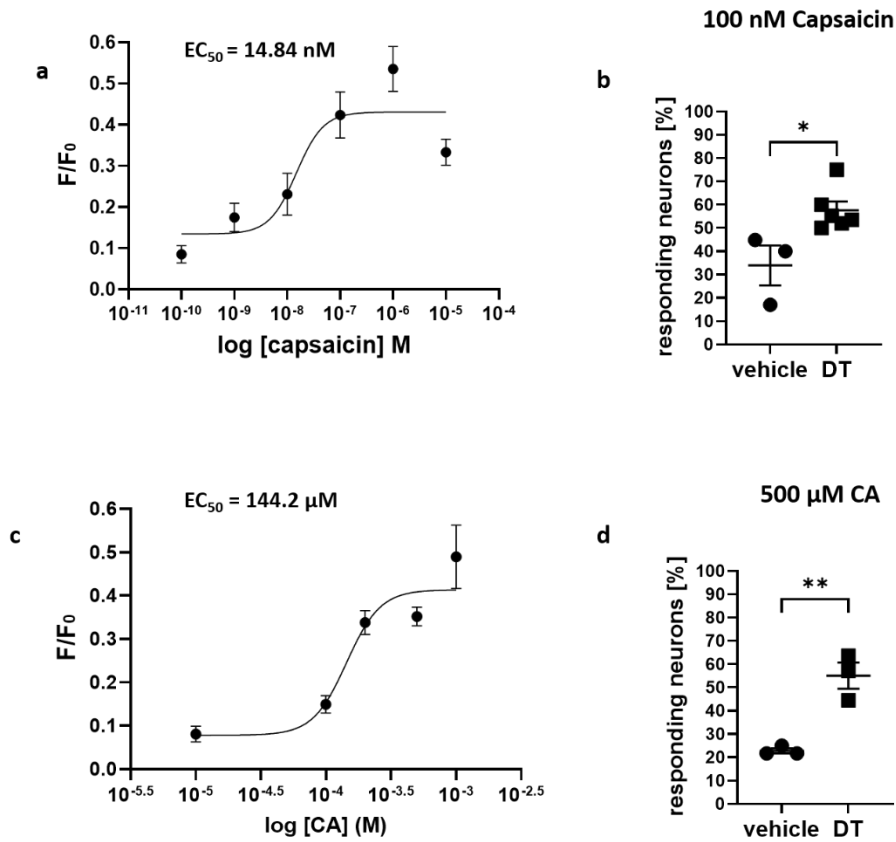 100 nM Capsaicin
a
EC₅₀ = 14.84 nM
0.6
0.5
0.4
0.3
0.2
0.1
0.0
F/F₀
10⁻¹¹ 10⁻¹⁰ 10⁻⁹ 10⁻⁸ 10⁻⁷ 10⁻⁶ 10⁻⁵ 10⁻⁴
log [capsaicin] M
b
100
90
80
70
60
50
40
30
20
10
0
responding neurons [%]
*
vehicle DT
c
EC₅₀ = 144.2 µM
0.6
0.5
0.4
0.3
0.2
0.1
0.0
F/F₀
10⁻⁵·⁵ 10⁻⁵ 10⁻⁴·⁵ 10⁻⁴ 10⁻³·⁵ 10⁻³ 10⁻²·⁵
log [CA] (M)
500 µM CA
d
100
90
80
70
60
50
40
30
20
10
0
responding neurons [%]
**
vehicle DT